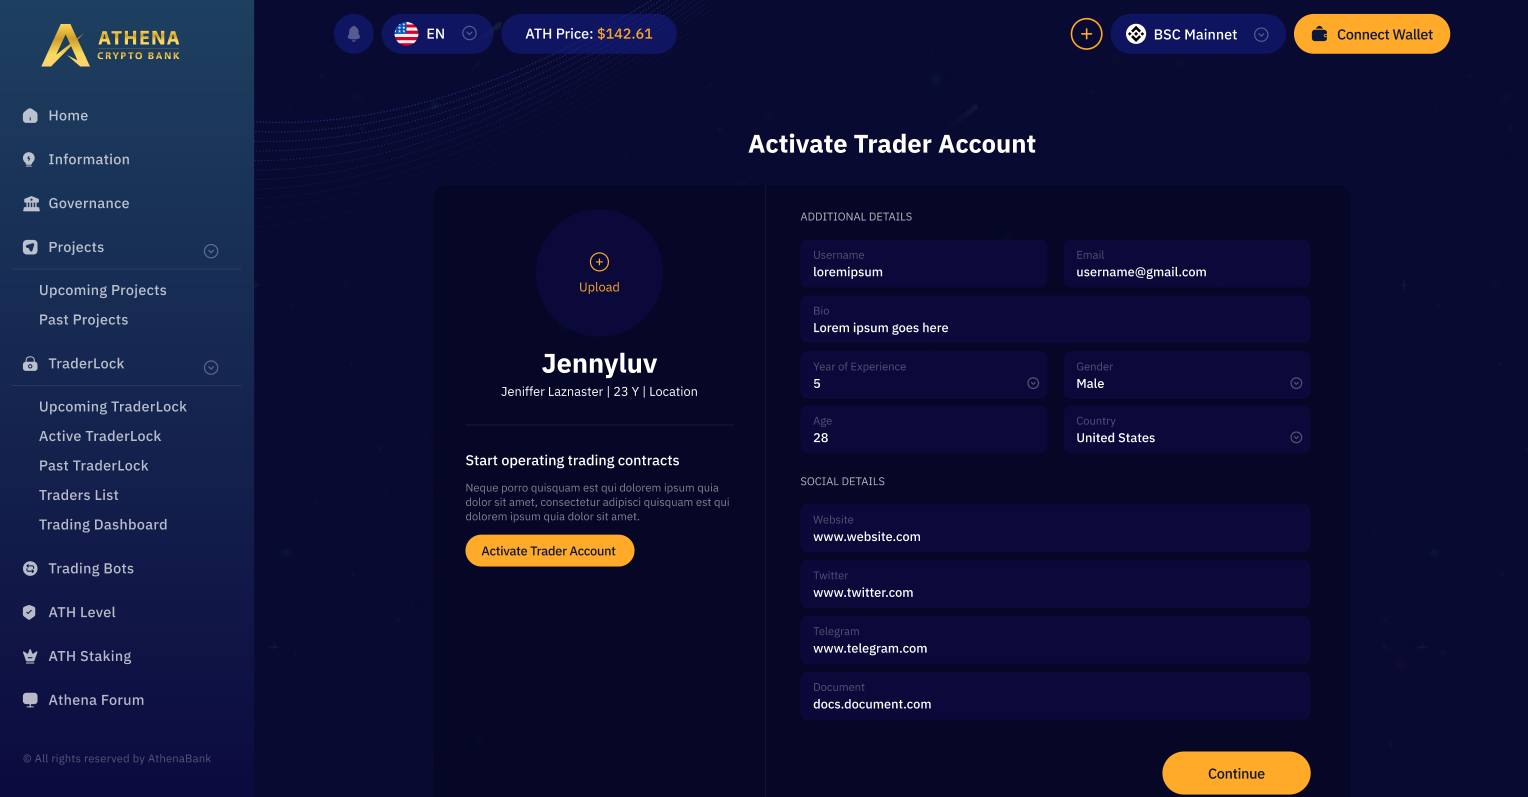 ATHENA
CRYPTO BANK
EN
ATH Price: $142.61
BSC Mainnet
Connect Wallet
Home
Information
Governance
Projects
Upcoming Projects
Past Projects
TraderLock
Upcoming TraderLock
Active TraderLock
Past TraderLock
Traders List
Trading Dashboard
Trading Bots
ATH Level
ATH Staking
Athena Forum
© All rights reserved by AthenaBank
Activate Trader Account
Upload
Jennyluv
Jeniffer Laznaster | 23 Y | Location
Start operating trading contracts
Neque porro quisquam est qui dolorem ipsum quia
dolor sit amet, consectetur adipisci quisquam est qui
dolorem ipsum quia dolor sit amet.
Activate Trader Account
ADDITIONAL DETAILS
Username
loremipsum
Email
username@gmail.com
Bio
Lorem ipsum goes here
Year of Experience
5
Gender
Male
Age
28
Country
United States
SOCIAL DETAILS
Website
www.website.com
Twitter
www.twitter.com
Telegram
www.telegram.com
Document
docs.document.com
Continue